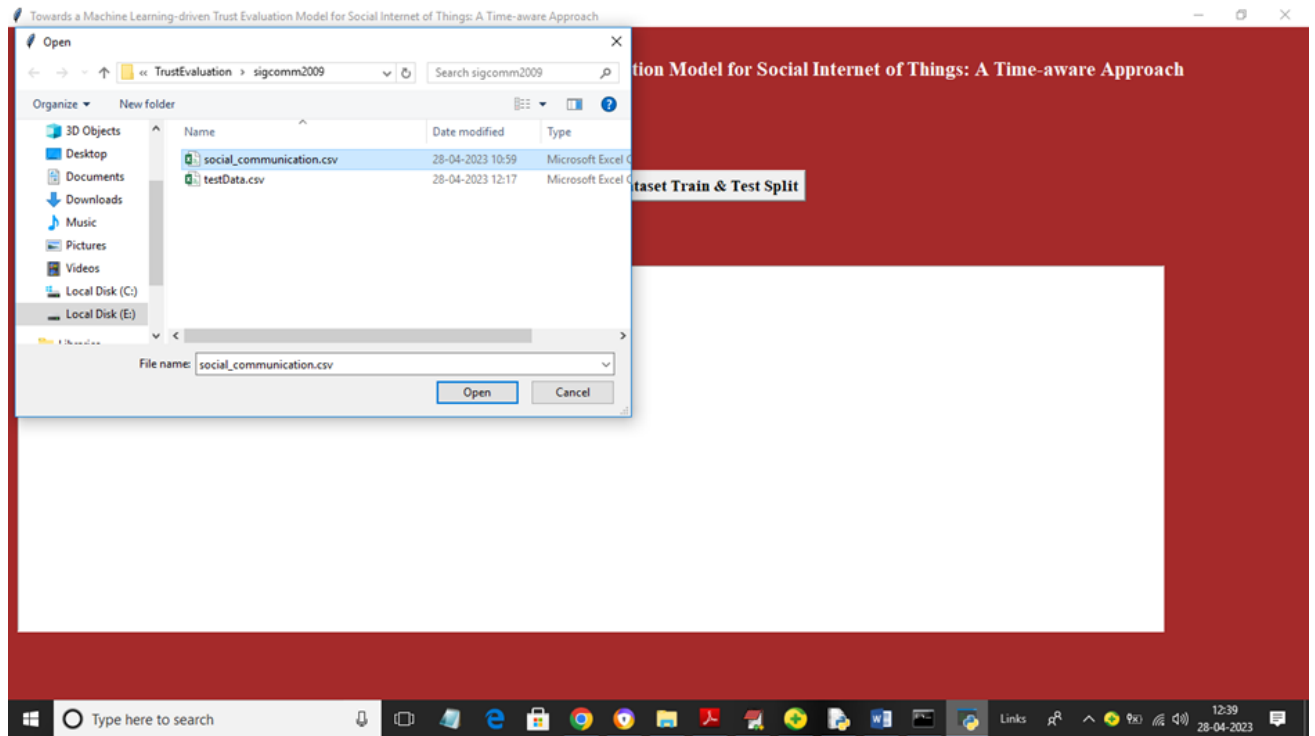 Towards a Machine Learning-driven Trust Evaluation Model for Social Internet of Things: A Time-aware Approach
Open
« TrustEvaluation › sigcomm2009
Search sigcomm2009
tion Model for Social Internet of Things: A Time-aware Approach
Organize
New folder
3D Objects
Desktop
Documents
Downloads
Music
Pictures
Videos
Local Disk (C:)
Local Disk (E:)
Name Date modified Type
social_communication.csv 28-04-2023 10:59 Microsoft Excel
testData.csv 28-04-2023 12:17 Microsoft Excel
taset Train & Test Split
File name: social_communication.csv
Open
Cancel
Type here to search
Links
12:39
28-04-2023